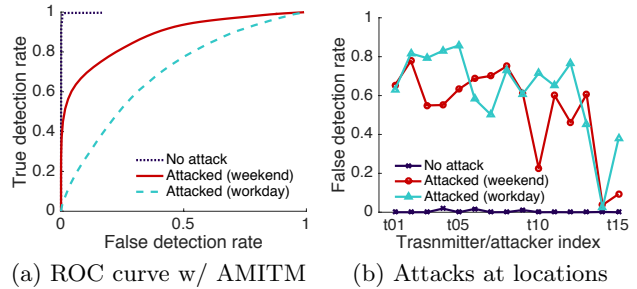 True detection rate
1
0.8
0.6
0.4
0.2
0
No attack
Attacked (weekend)
Attacked (workday)
0 0.5 1
False detection rate
(a) ROC curve w/ AMITM
False detection rate
1
0.8
0.6
0.4
0.2
0
No attack
Attacked (weekend)
Attacked (workday)
t01 t05 t10 t15
Trasnmitter/attacker index
(b) Attacks at locations